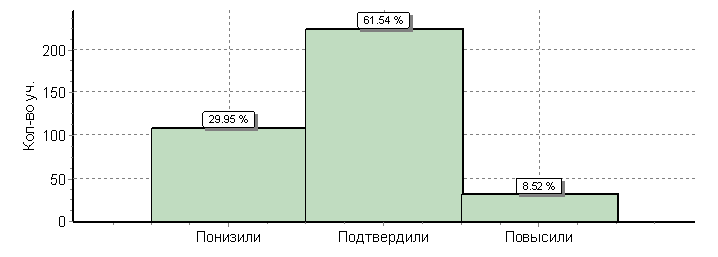 Кол-во уч.
200
150
100
50
0
61.54 %
29.95 %
8.52 %
Понизили
Подтвердили
Повысили